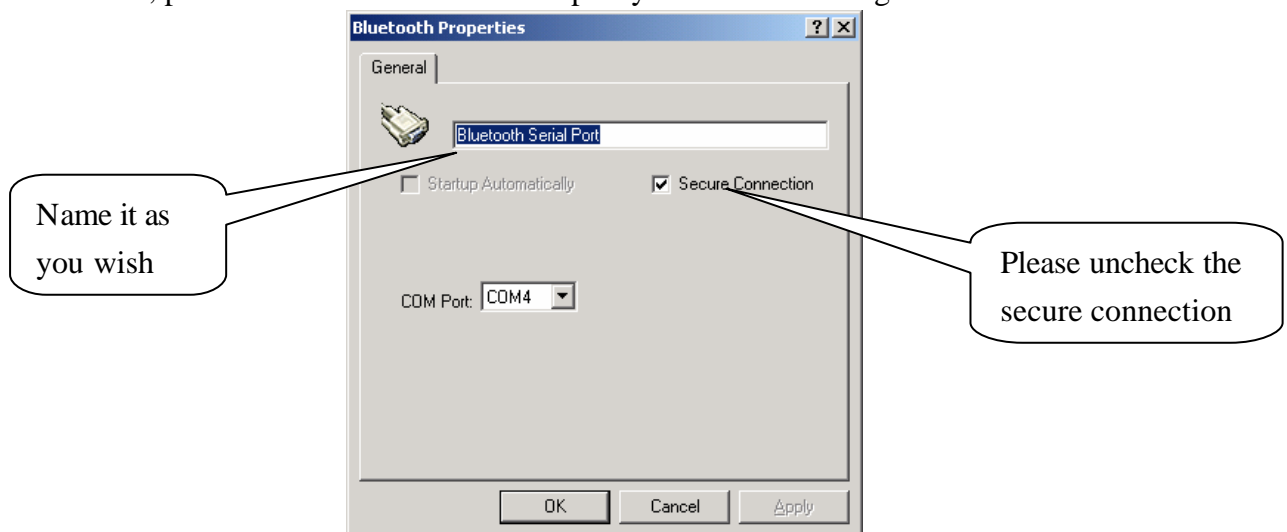 Bluetooth Properties
General
Bluetooth Serial Port
Startup Automatically
Secure Connection
Name it as
you wish
Please uncheck the
secure connection
COM Port: COM4
OK Cancel Apply